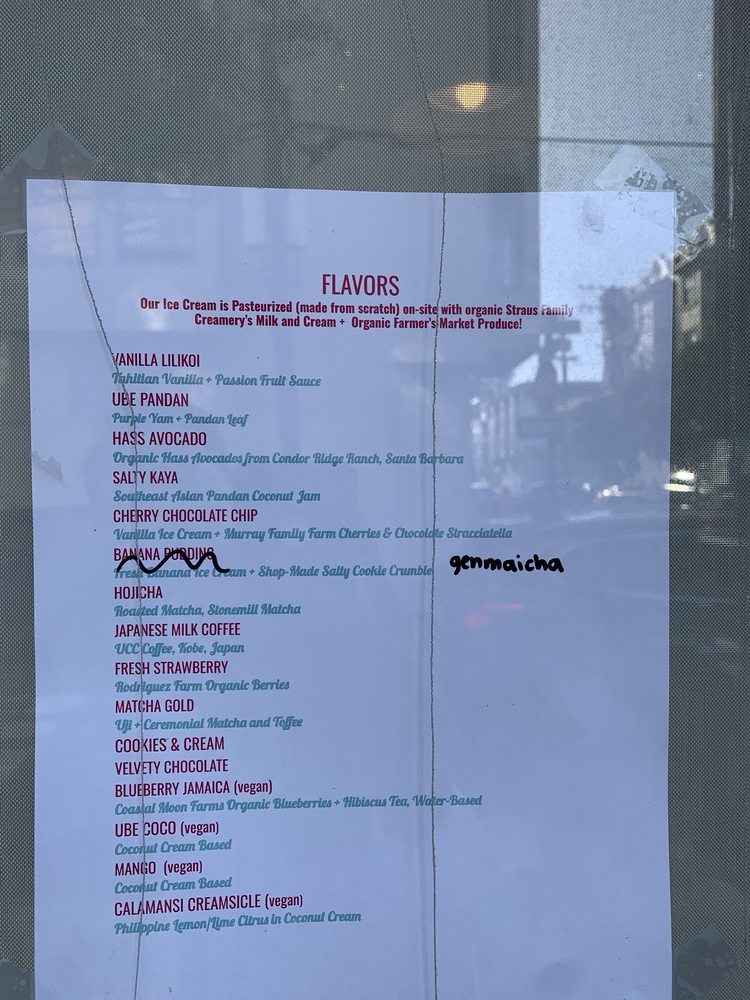 FLAVORS
Our Ice Cream is Pasteurized (made from scratch) on-site with organic Straus Family
Creamery's Milk and Cream + Organic Farmer's Market Produce!
VANILLA LILIKOI
Tahitian Vanilla + Passion Fruit Sauce
UBE PANDAN
Purple Yam + Pandan Leaf
HASS AVOCADO
Organic Hass Avocados from Condor Ridge Ranch, Santa Barbara
SALTY KAYA
Southeast Asian Pandan Coconut Jam
CHERRY CHOCOLATE CHIP
Vanilla Ice Cream + Murray Family Farm Cherries & Chocolate Stracciatella
BANANA PUDDING
Fresh Banana Ice Cream + Shop-Made Salty Cookie Crumble genmaicha
HOJICHA
Roasted Matcha, Stonemill Matcha
JAPANESE MILK COFFEE
UCC Coffee, Kobe, Japan
FRESH STRAWBERRY
Rodriguez Farm Organic Berries
MATCHA GOLD
Uji + Ceremonial Matcha and Toffee
COOKIES & CREAM
VELVETY CHOCOLATE
BLUEBERRY JAMAICA (vegan)
Coastal Moon Farms Organic Blueberries + Hibiscus Tea, Water-Based
UBE COCO (vegan)
Coconut Cream Based
MANGO (vegan)
Coconut Cream Based
CALAMANSI CREAMSICLE (vegan)
Philippine Lemon/Lime Citrus in Coconut Cream